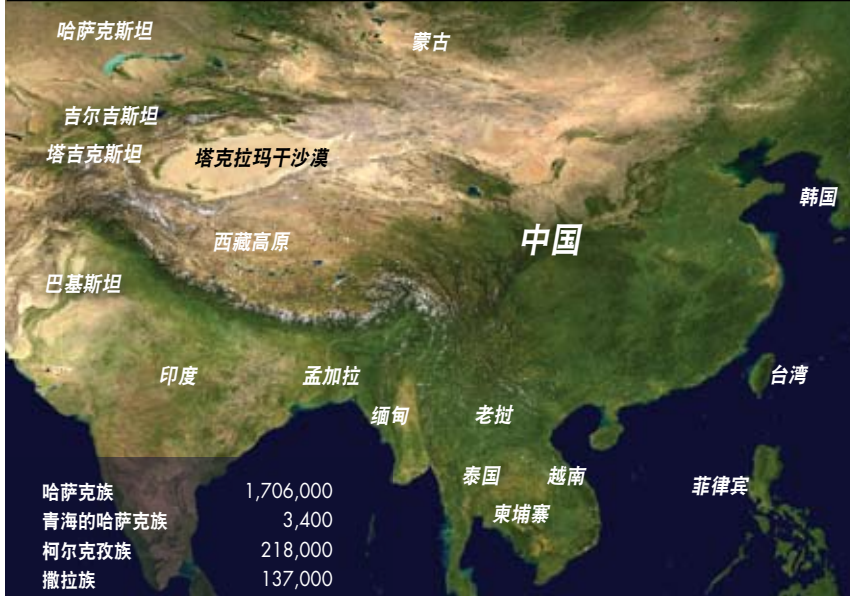 哈萨克斯坦
蒙古
吉尔吉斯坦
塔吉克斯坦
塔克拉玛干沙漠
韩国
西藏高原
中国
巴基斯坦
印度
孟加拉
台湾
缅甸
老挝
泰国
越南
菲律宾
柬埔寨
哈萨克族 1,706,000
青海的哈萨克族 3,400
柯尔克孜族 218,000
撒拉族 137,000